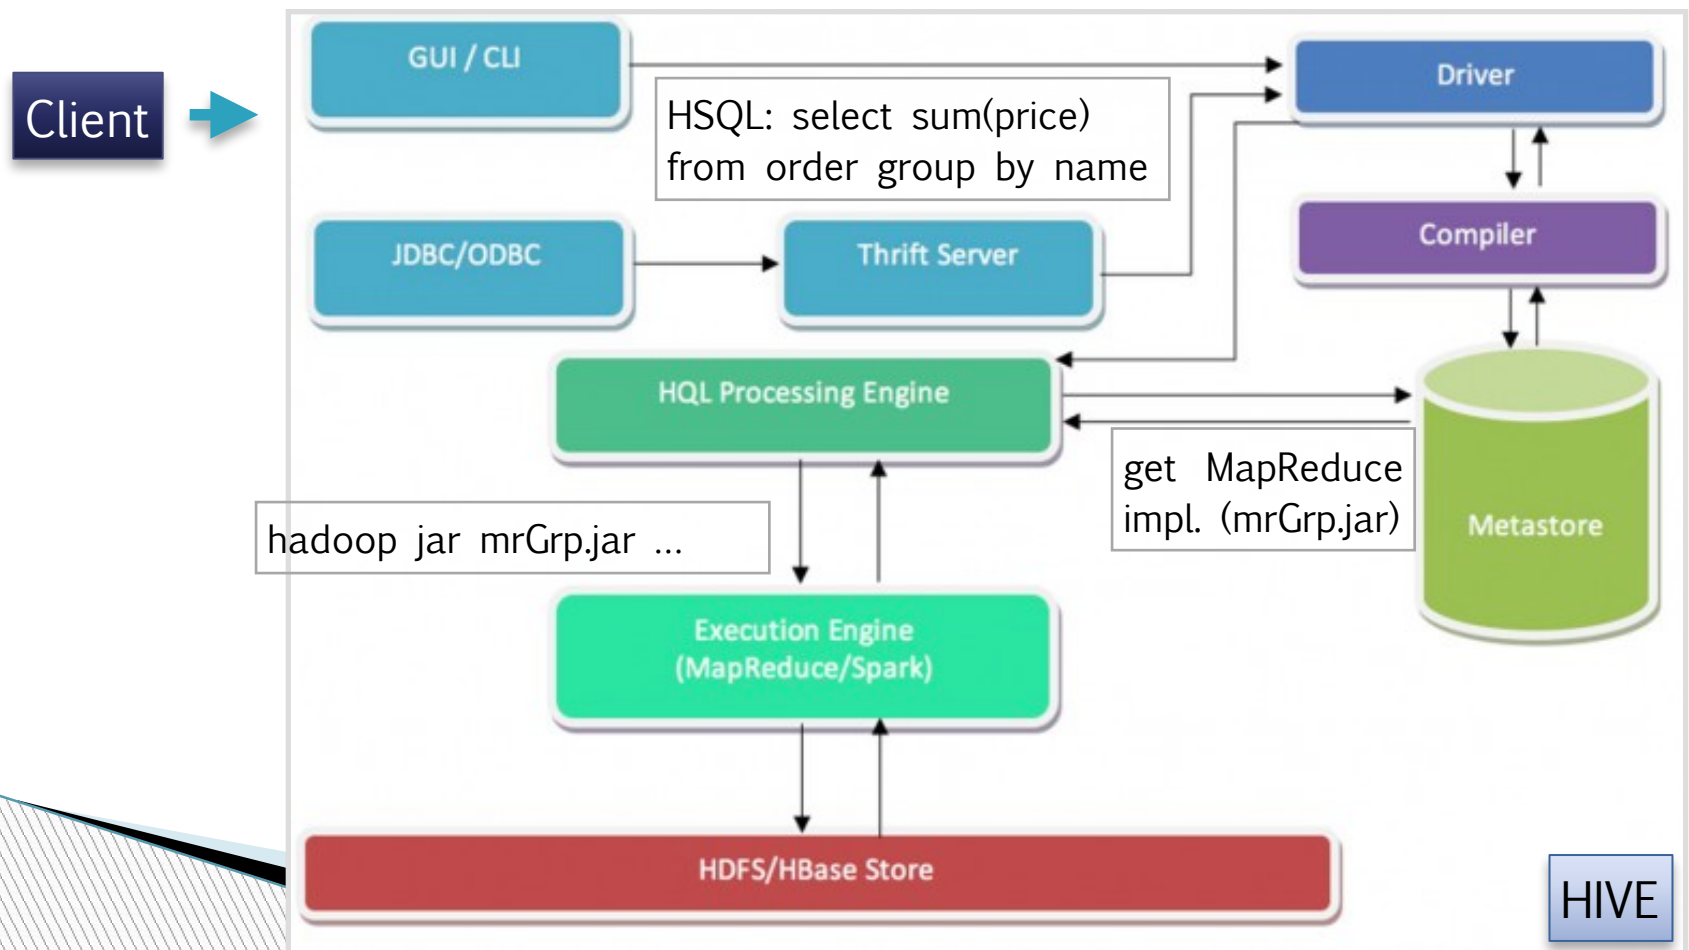 Client
GUI / CLI
Driver
HSQL: select sum(price)
from order group by name
JDBC/ODBC
Thrift Server
Compiler
HQL Processing Engine
get MapReduce
impl. (mrGrp.jar)
Metastore
hadoop jar mrGrp.jar ...
Execution Engine
(MapReduce/Spark)
HDFS/HBase Store
HIVE